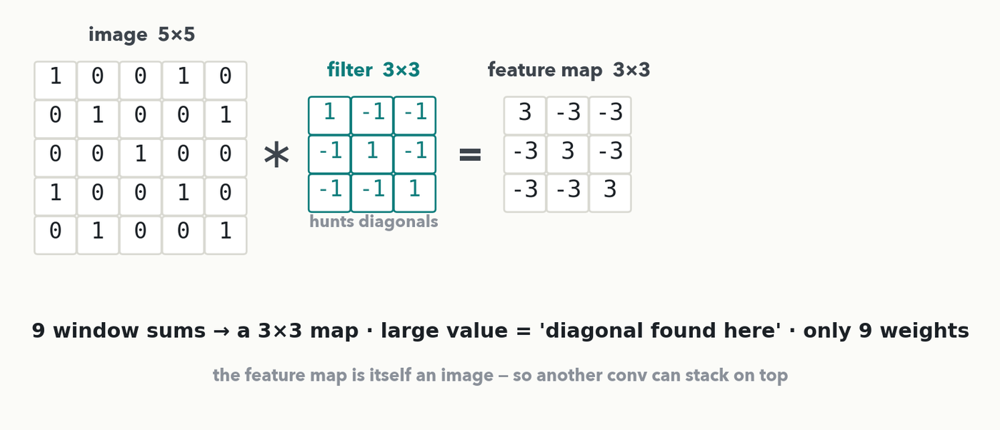 image 5×5
1 0 0 1 0
0 1 0 0 1
0 0 1 0 0
1 0 0 1 0
0 1 0 0 1
*
filter 3×3
1 -1 -1
-1 1 -1
-1 -1 1
hunts diagonals
=
feature map 3×3
3 -3 -3
-3 3 -3
-3 -3 3
9 window sums → a 3×3 map · large value = 'diagonal found here' · only 9 weights
the feature map is itself an image – so another conv can stack on top